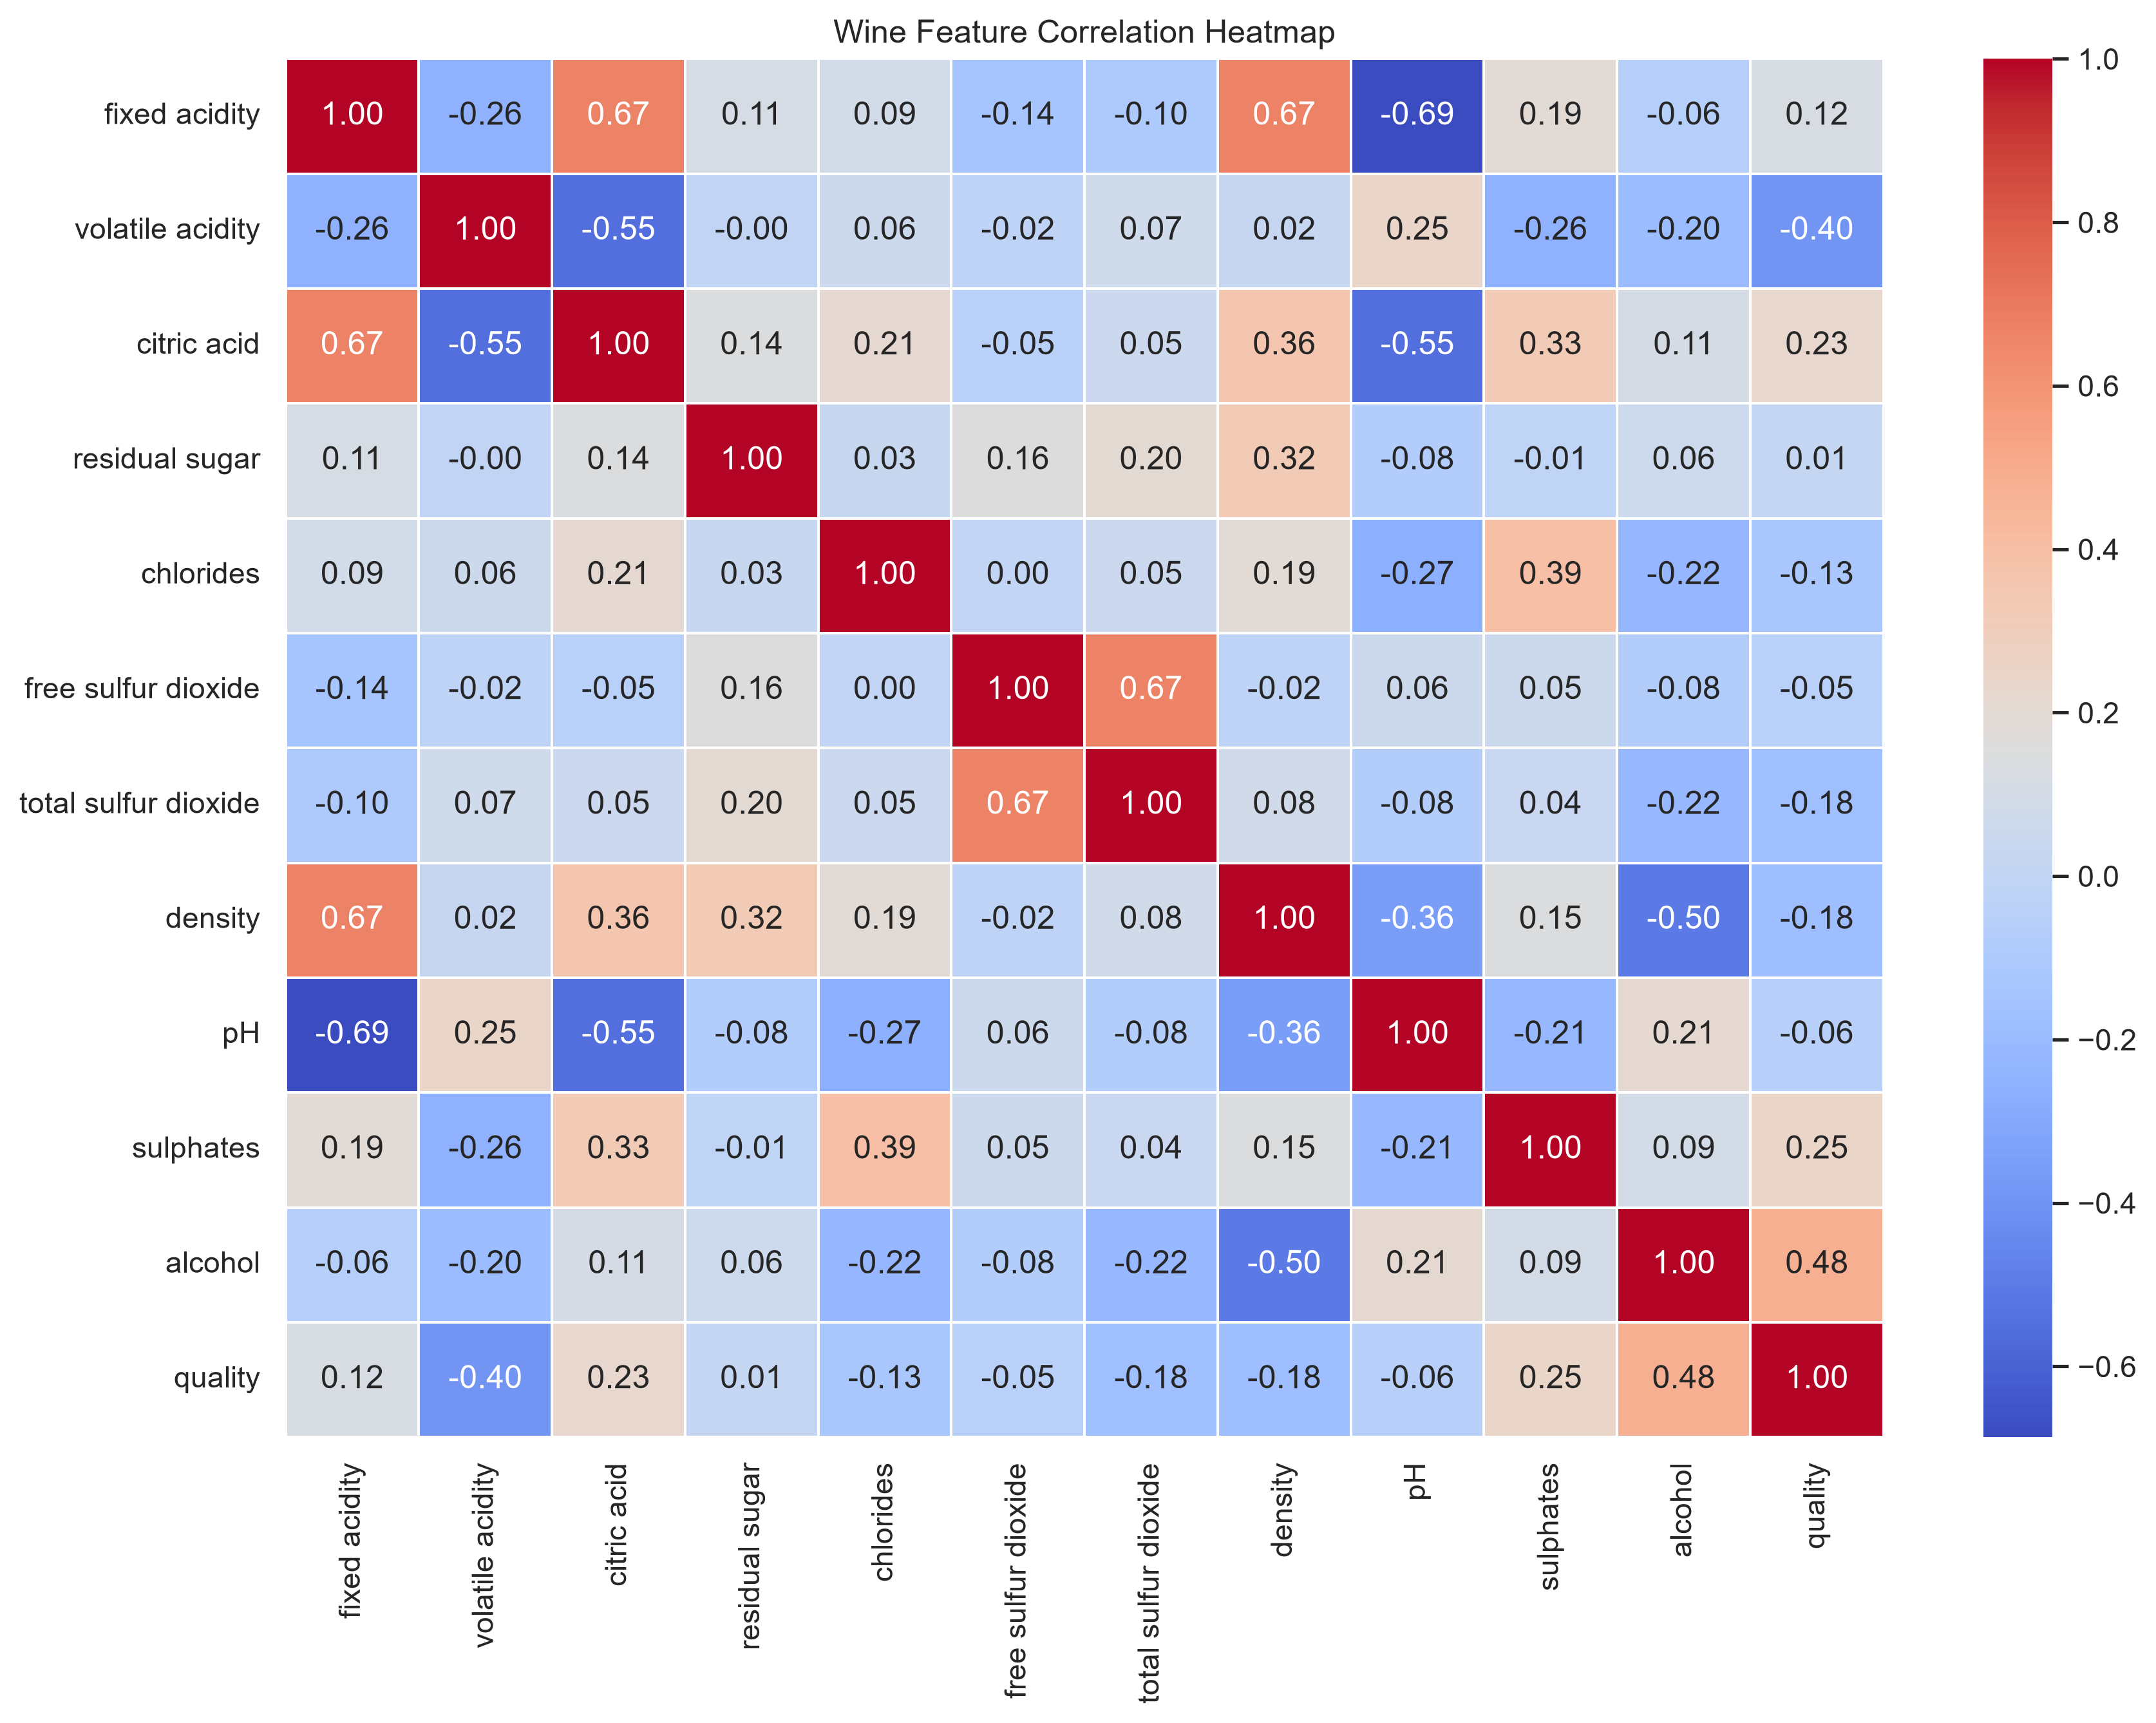 Wine Feature Correlation Heatmap
fixed acidity 1.00 -0.26 0.67 0.11 0.09 -0.14 -0.10 0.67 -0.69 0.19 -0.06 0.12
volatile acidity -0.26 1.00 -0.55 -0.00 0.06 -0.02 0.07 0.02 0.25 -0.26 -0.20 -0.40
citric acid 0.67 -0.55 1.00 0.14 0.21 -0.05 0.05 0.36 -0.55 0.33 0.11 0.23
residual sugar 0.11 -0.00 0.14 1.00 0.03 0.16 0.20 0.32 -0.08 -0.01 0.06 0.01
chlorides 0.09 0.06 0.21 0.03 1.00 0.00 0.05 0.19 -0.27 0.39 -0.22 -0.13
free sulfur dioxide -0.14 -0.02 -0.05 0.16 0.00 1.00 0.67 -0.02 0.06 0.05 -0.08 -0.05
total sulfur dioxide -0.10 0.07 0.05 0.20 0.05 0.67 1.00 0.08 -0.08 0.04 -0.22 -0.18
density 0.67 0.02 0.36 0.32 0.19 -0.02 0.08 1.00 -0.36 0.15 -0.50 -0.18
pH -0.69 0.25 -0.55 -0.08 -0.27 0.06 -0.08 -0.36 1.00 -0.21 0.21 -0.06
sulphates 0.19 -0.26 0.33 -0.01 0.39 0.05 0.04 0.15 -0.21 1.00 0.09 0.25
alcohol -0.06 -0.20 0.11 0.06 -0.22 -0.08 -0.22 -0.50 0.21 0.09 1.00 0.48
quality 0.12 -0.40 0.23 0.01 -0.13 -0.05 -0.18 -0.18 -0.06 0.25 0.48 1.00
fixed acidity
volatile acidity
citric acid
residual sugar
chlorides
free sulfur dioxide
total sulfur dioxide
density
pH
sulphates
alcohol
quality
1.0
0.8
0.6
0.4
0.2
0.0
−0.2
−0.4
−0.6